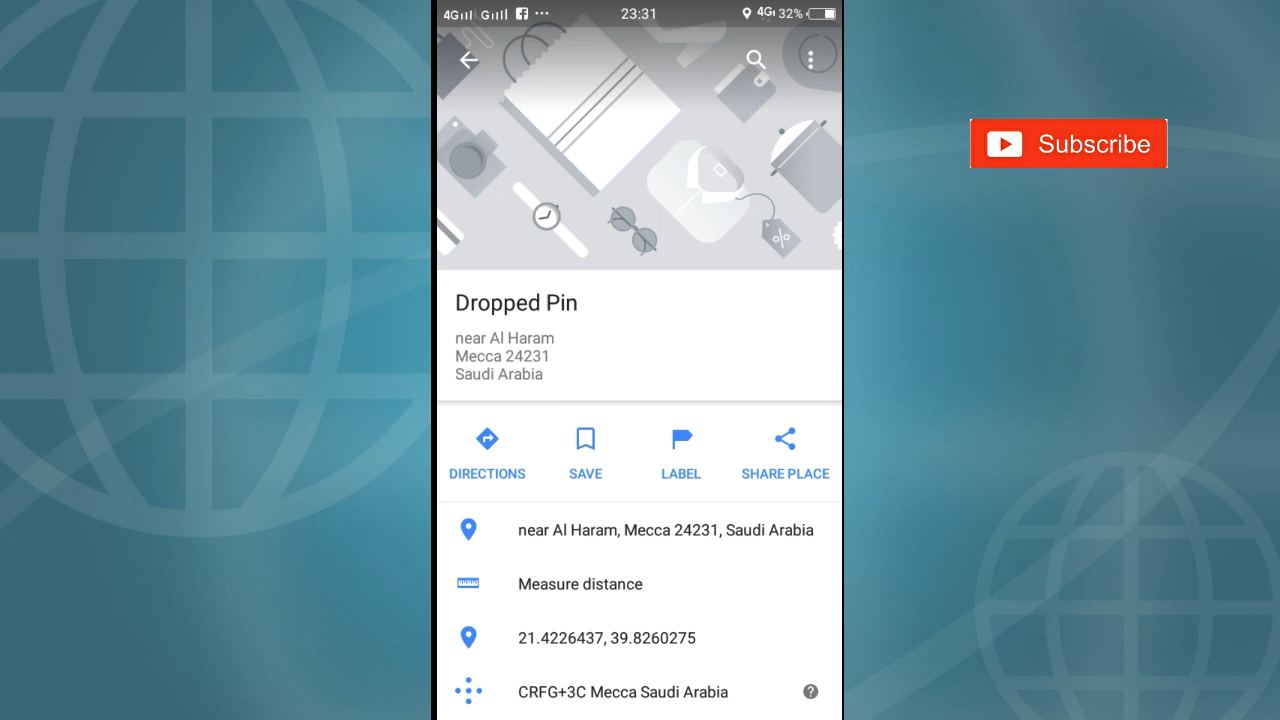 4G G ... 23:31 4G 32%
%
Dropped Pin
near Al Haram
Mecca 24231
Saudi Arabia
DIRECTIONS SAVE LABEL SHARE PLACE
near Al Haram, Mecca 24231, Saudi Arabia
Measure distance
21.4226437, 39.8260275
CRFG+3C Mecca Saudi Arabia ?
Subscribe